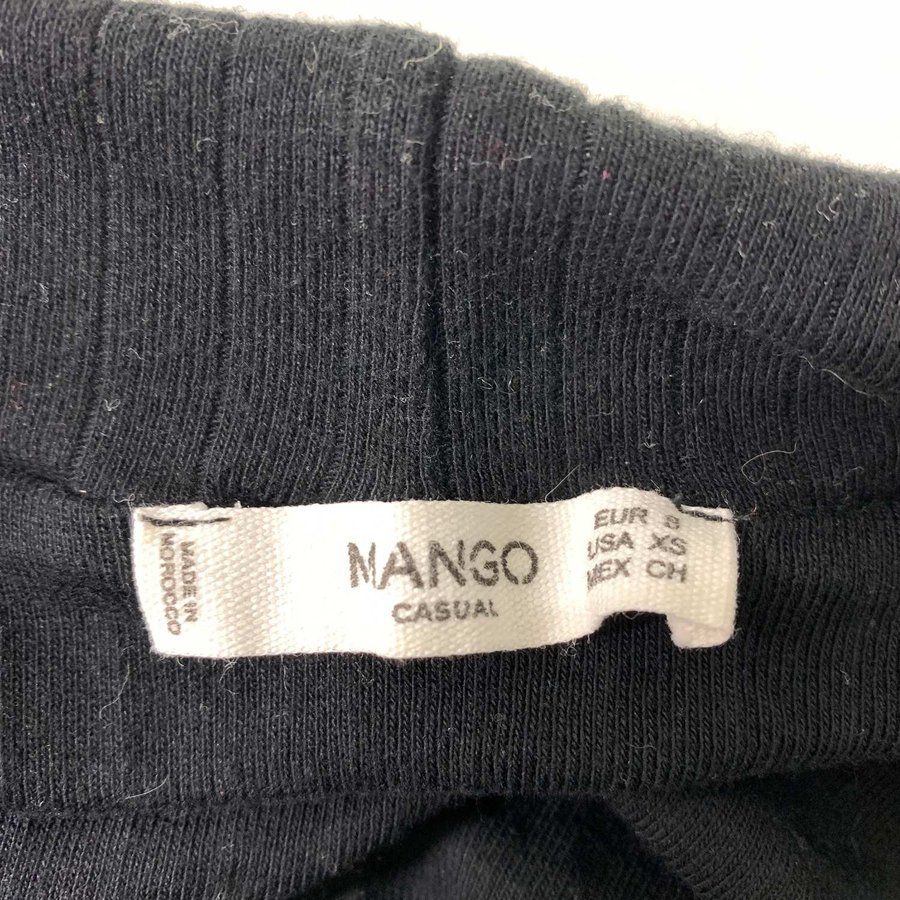 MADE IN
MOROCCO
MANGO
CASUAL
EUR
USA XS
MEX CH